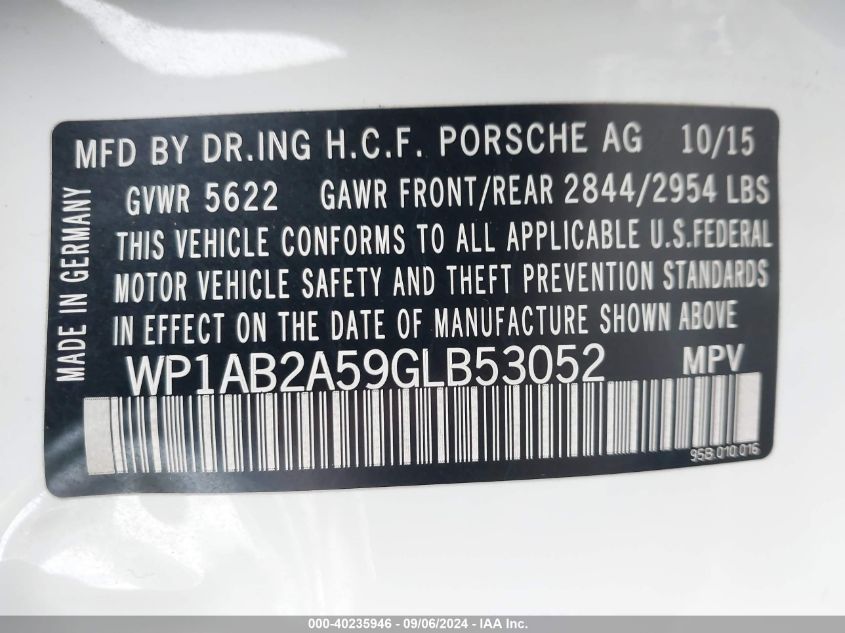 MFD BY DR.ING H.C.F. PORSCHE AG 10/15
GVWR 5622 GAWR FRONT/REAR 2844/2954 LBS
THIS VEHICLE CONFORMS TO ALL APPLICABLE U.S.FEDERAL
MOTOR VEHICLE SAFETY AND THEFT PREVENTION STANDARDS
IN EFFECT ON THE DATE OF MANUFACTURE SHOWN ABOVE
WP1AB2A59GLB53052 MPV
95B.010.016
MADE IN GERMANY
000-40235946 - 09/06/2024 - IAA Inc.